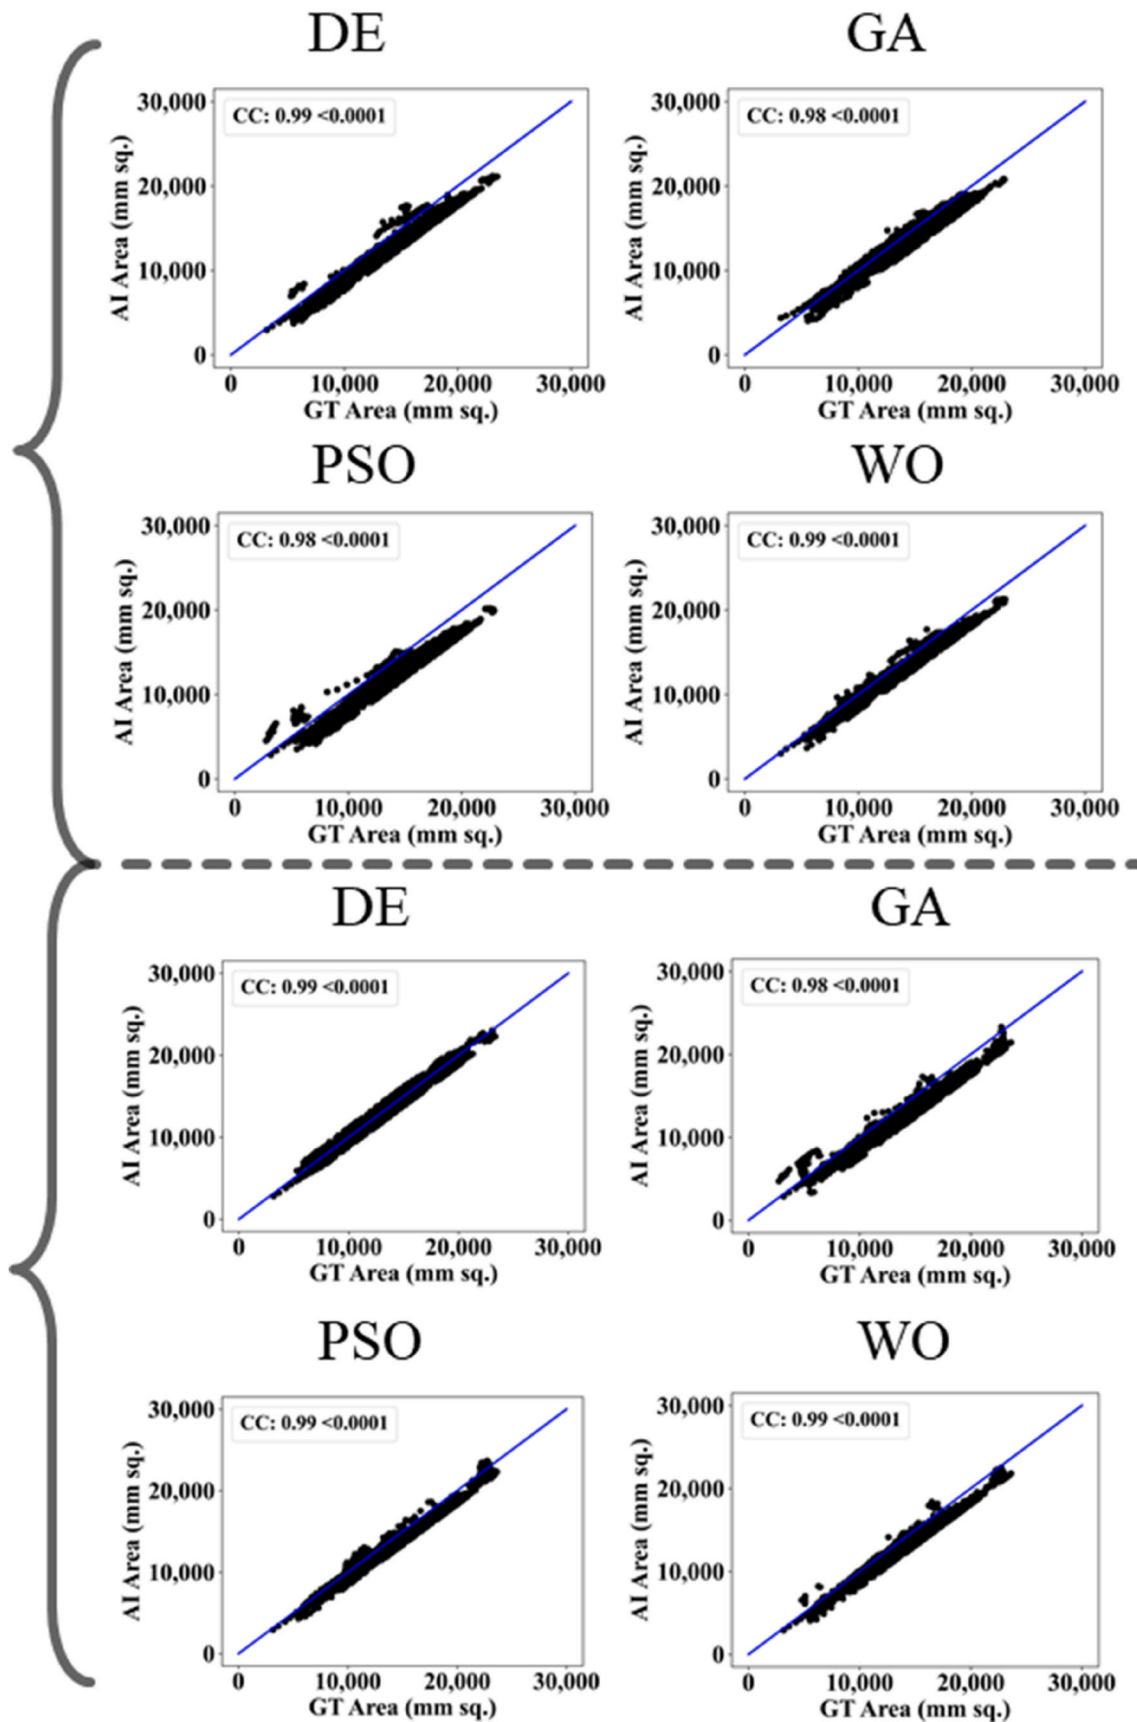 DE GA
30,000 30,000
CC: 0.99 <0.0001 CC: 0.98 <0.0001
AI Area (mm sq.) AI Area (mm sq.)
20,000 20,000
10,000 10,000
0 0
0 10,000 20,000 30,000 0 10,000 20,000 30,000
GT Area (mm sq.) GT Area (mm sq.)
PSO WO
30,000 30,000
CC: 0.98 <0.0001 CC: 0.99 <0.0001
AI Area (mm sq.) AI Area (mm sq.)
20,000 20,000
10,000 10,000
0 0
0 10,000 20,000 30,000 0 10,000 20,000 30,000
GT Area (mm sq.) GT Area (mm sq.)
DE GA
30,000 30,000
CC: 0.99 <0.0001 CC: 0.98 <0.0001
AI Area (mm sq.) AI Area (mm sq.)
20,000 20,000
10,000 10,000
0 0
0 10,000 20,000 30,000 0 10,000 20,000 30,000
GT Area (mm sq.) GT Area (mm sq.)
PSO WO
30,000 30,000
CC: 0.99 <0.0001 CC: 0.99 <0.0001
AI Area (mm sq.) AI Area (mm sq.)
20,000 20,000
10,000 10,000
0 0
0 10,000 20,000 30,000 0 10,000 20,000 30,000
GT Area (mm sq.) GT Area (mm sq.)